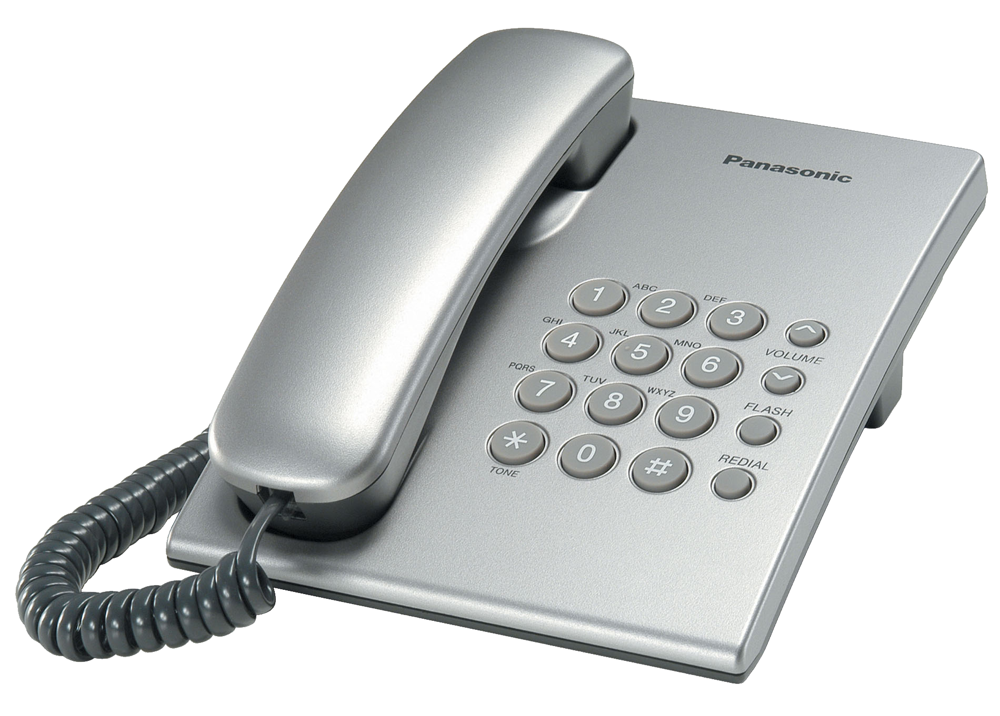 Panasonic
1
ABC
2
DEF
3
GHI
4
JKL
5
MNO
6
VOLUME
PQRS
7
TUV
8
WXYZ
9
FLASH
*
0
#
REDIAL
TONE